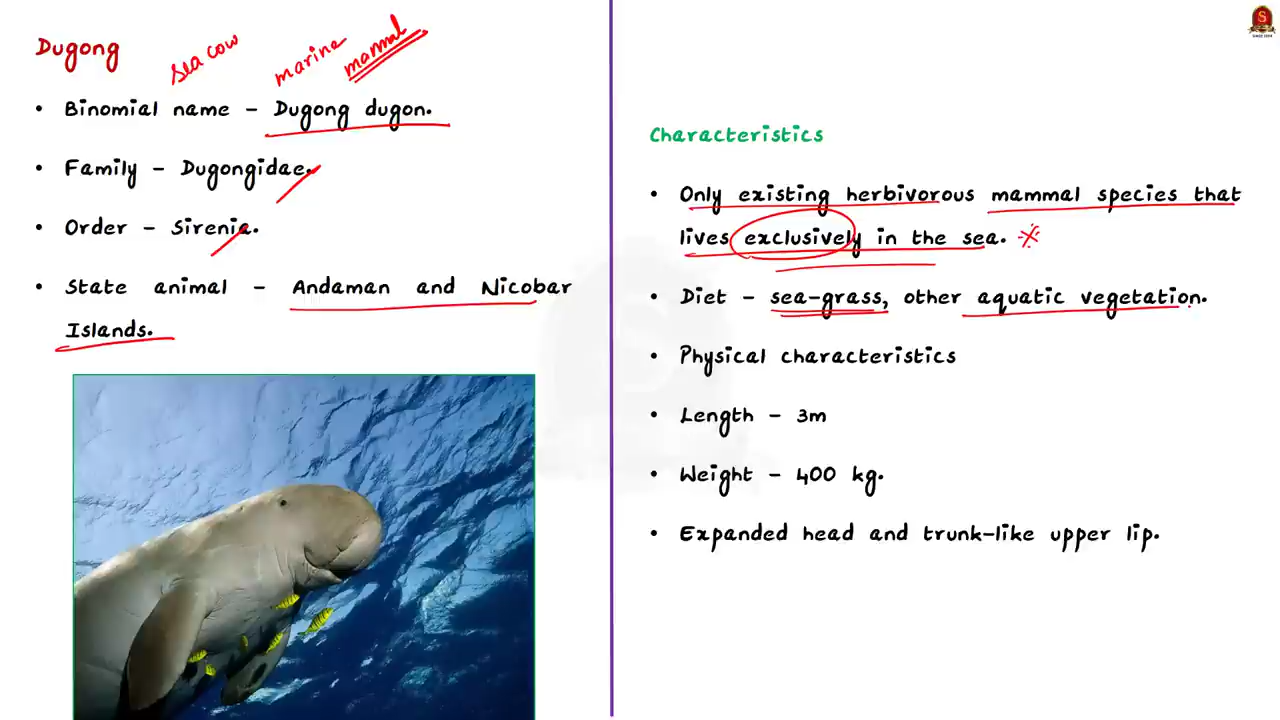 Dugong
sea cow
marine
mammal
• Binomial name – Dugong dugon.
• Family – Dugongidae.
• Order – Sirenia.
• State animal – Andaman and Nicobar
Islands.
S
Characteristics
• Only existing herbivorous mammal species that
lives exclusively in the sea.
• Diet – sea-grass, other aquatic vegetation.
• Physical characteristics
• Length – 3m
• Weight – 400 kg.
• Expanded head and trunk-like upper lip.